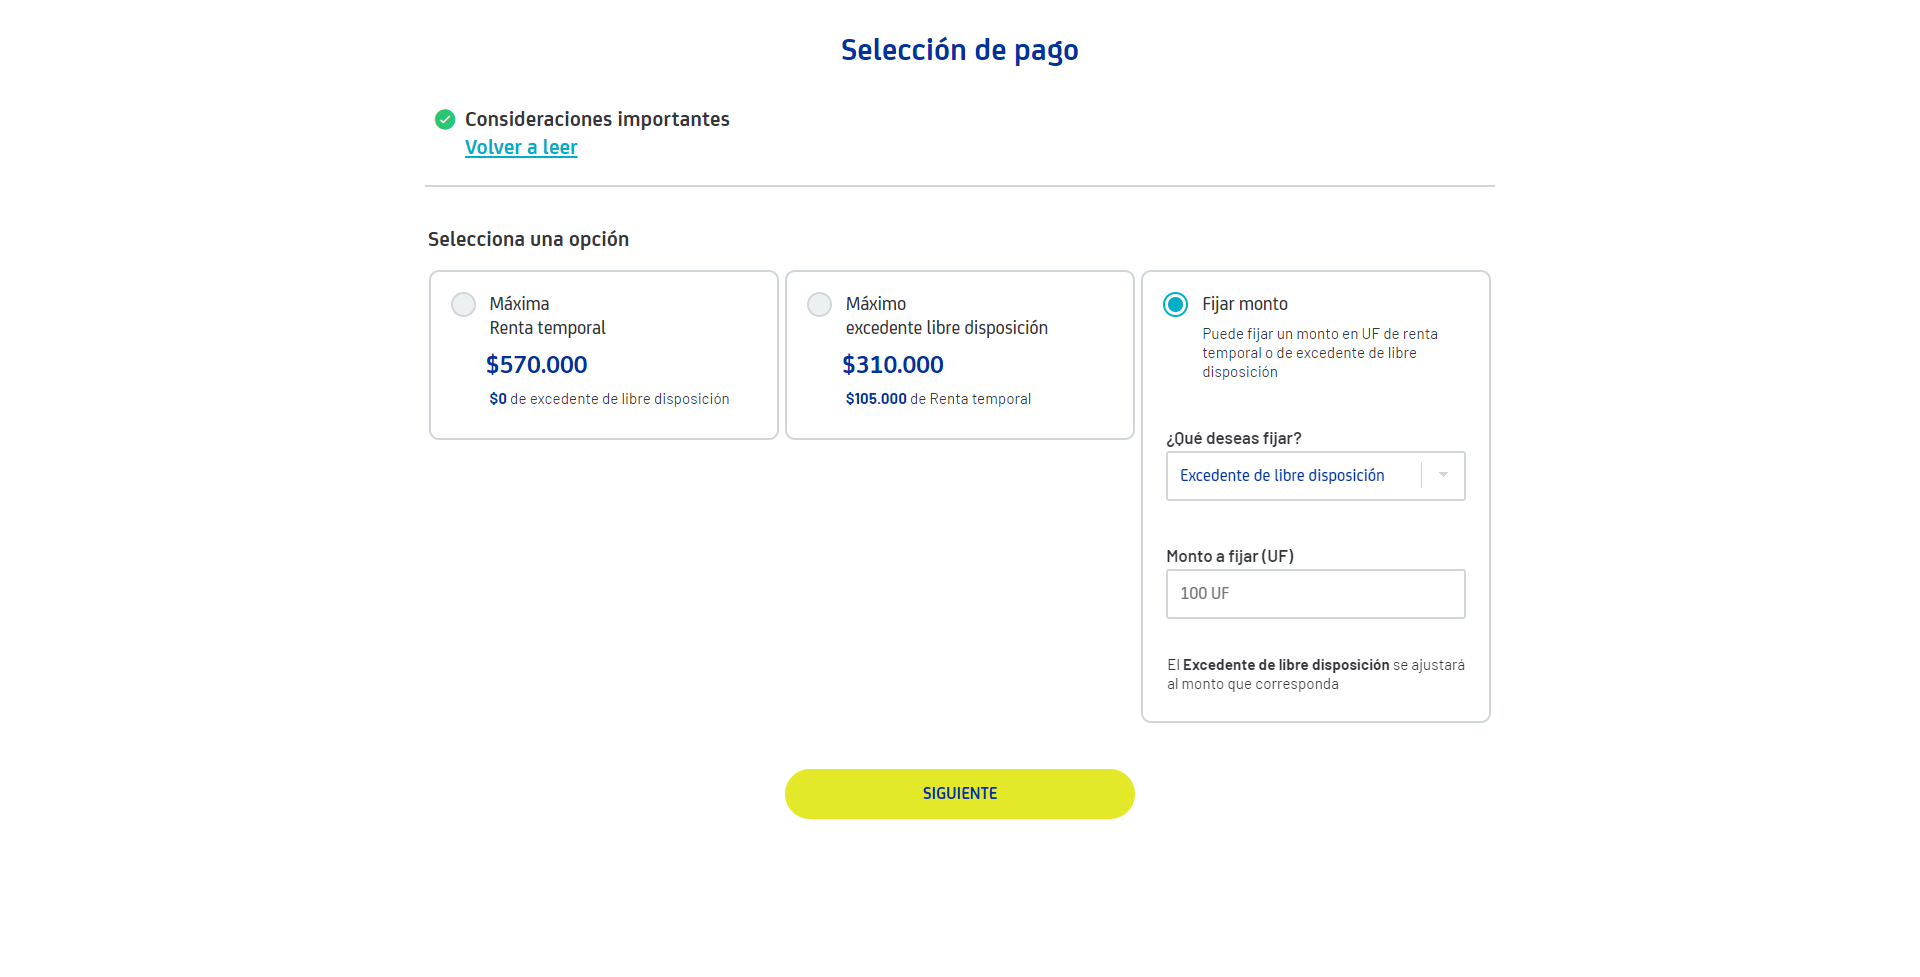 Selección de pago
Consideraciones importantes
Volver a leer
Selecciona una opción
Máxima
Renta temporal
$570.000
$0 de excedente de libre disposición
Máximo
excedente libre disposición
$310.000
$105.000 de Renta temporal
Fijar monto
Puede fijar un monto en UF de renta
temporal o de excedente de libre
disposición
¿Qué deseas fijar?
Excedente de libre disposición
Monto a fijar (UF)
100 UF
El Excedente de libre disposición se ajustará
al monto que corresponda
SIGUIENTE